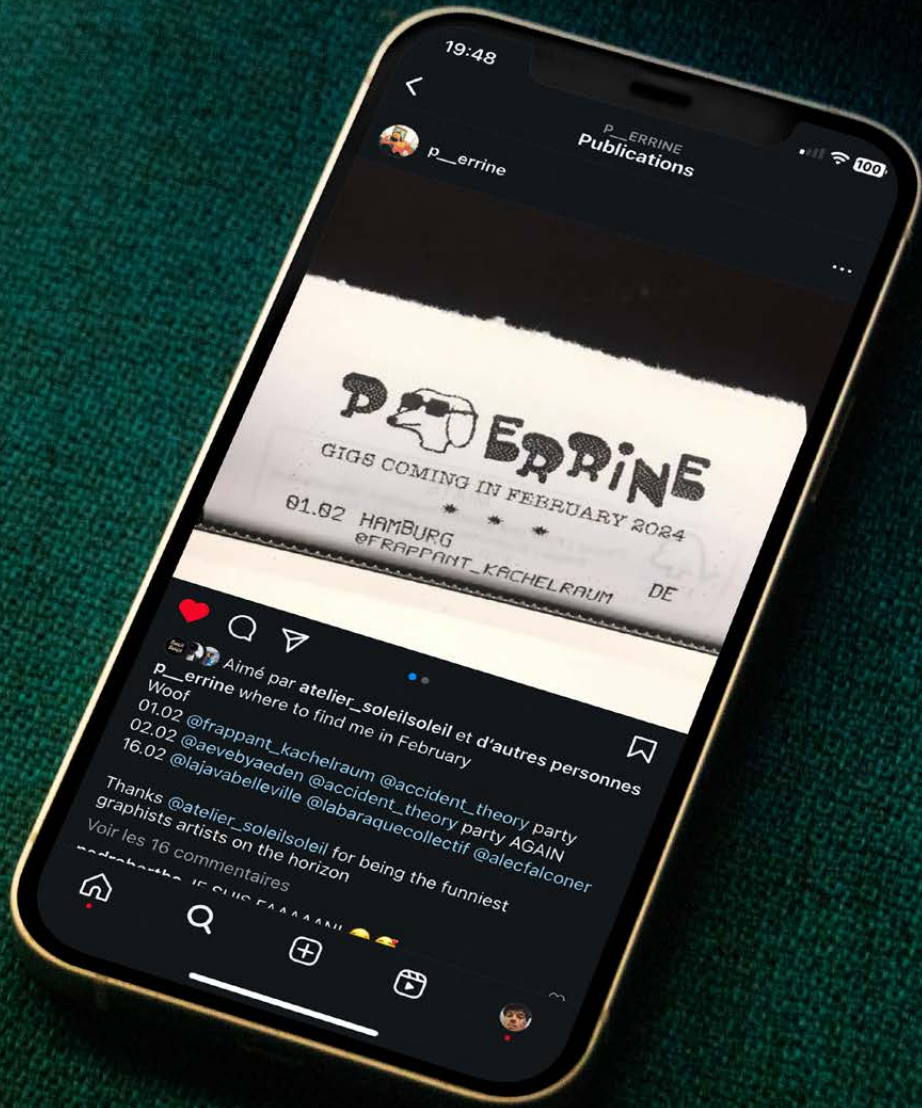 19:48
100
P__ERRINE
Publications
p__errine
P ERRiNE
GIGS COMING IN FEBRUARY 2024
* * *
01.02 HAMBURG DE
@FRAPPANT_KACHELRAUM
Aimé par atelier_soleilsoleil et d'autres personnes
p__errine where to find me in February
Woof
01.02 @frappant_kachelraum @accident_theory party
02.02 @aevebyaeden @accident_theory party AGAIN
16.02 @lajavabelleville @labaraquecollectif @alecfalconer
Thanks @atelier_soleilsoleil for being the funniest
graphists artists on the horizon
Voir les 16 commentaires
JE SUIS FAAAAAN!